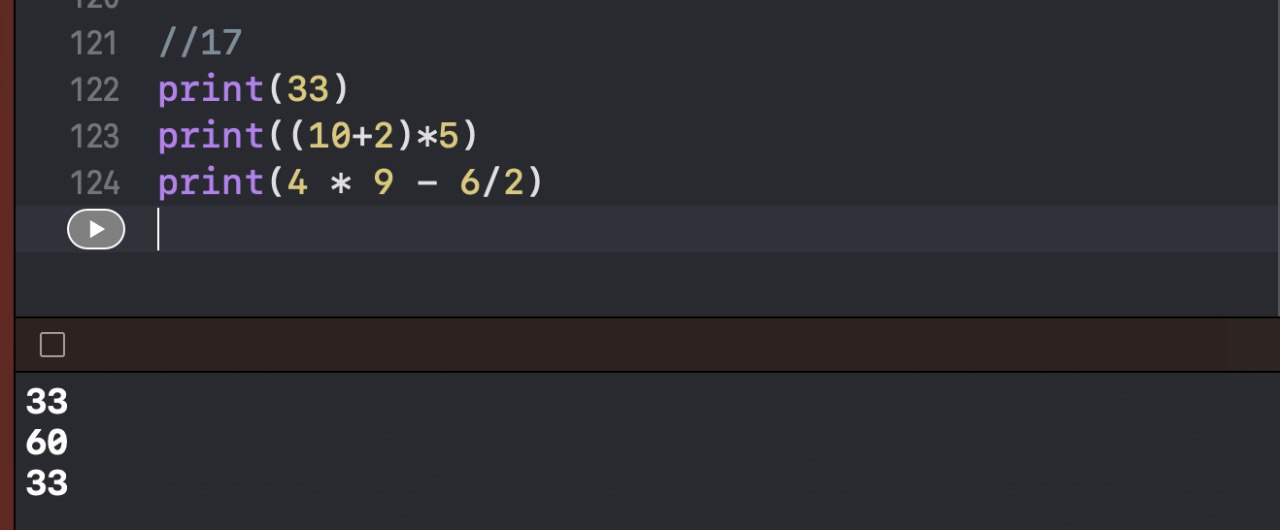 121 //17
122 print(33)
123 print((10+2)*5)
124 print(4 * 9 - 6/2)
33
60
33